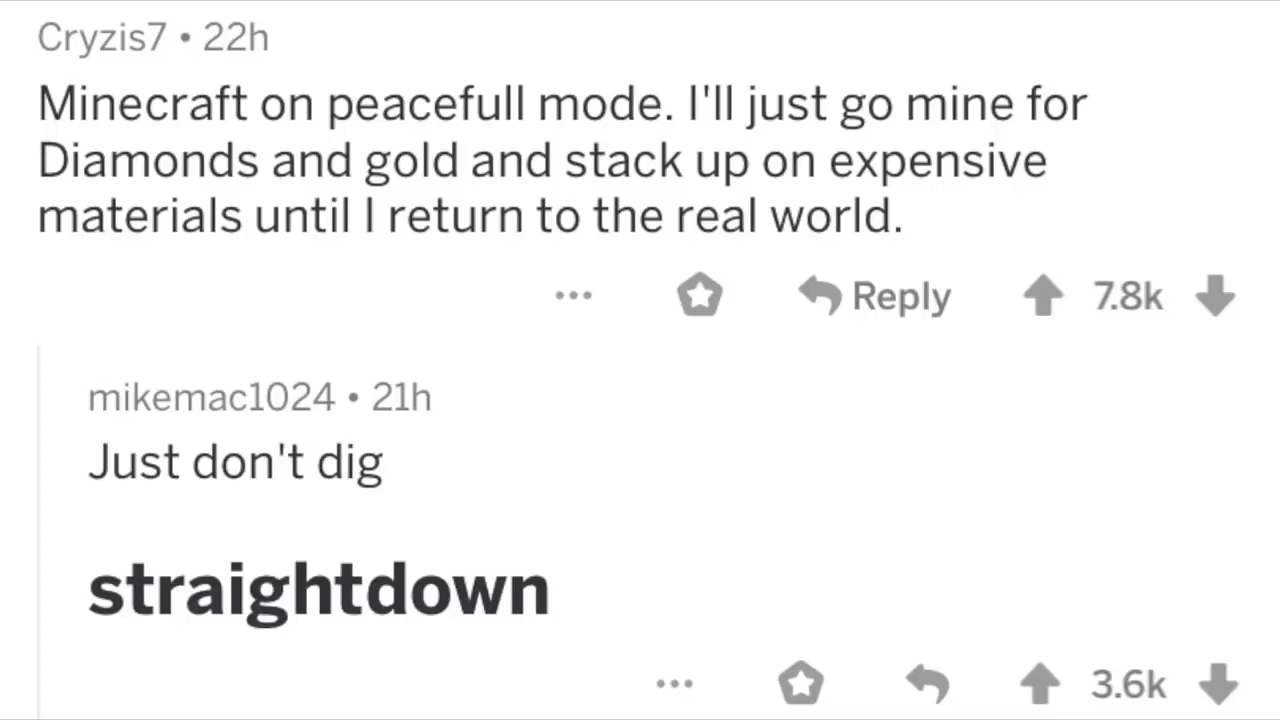 Cryzis7 • 22h
Minecraft on peacefull mode. I'll just go mine for
Diamonds and gold and stack up on expensive
materials until I return to the real world.
... Reply 7.8k
mikemac1024 • 21h
Just don't dig
straightdown
... 3.6k